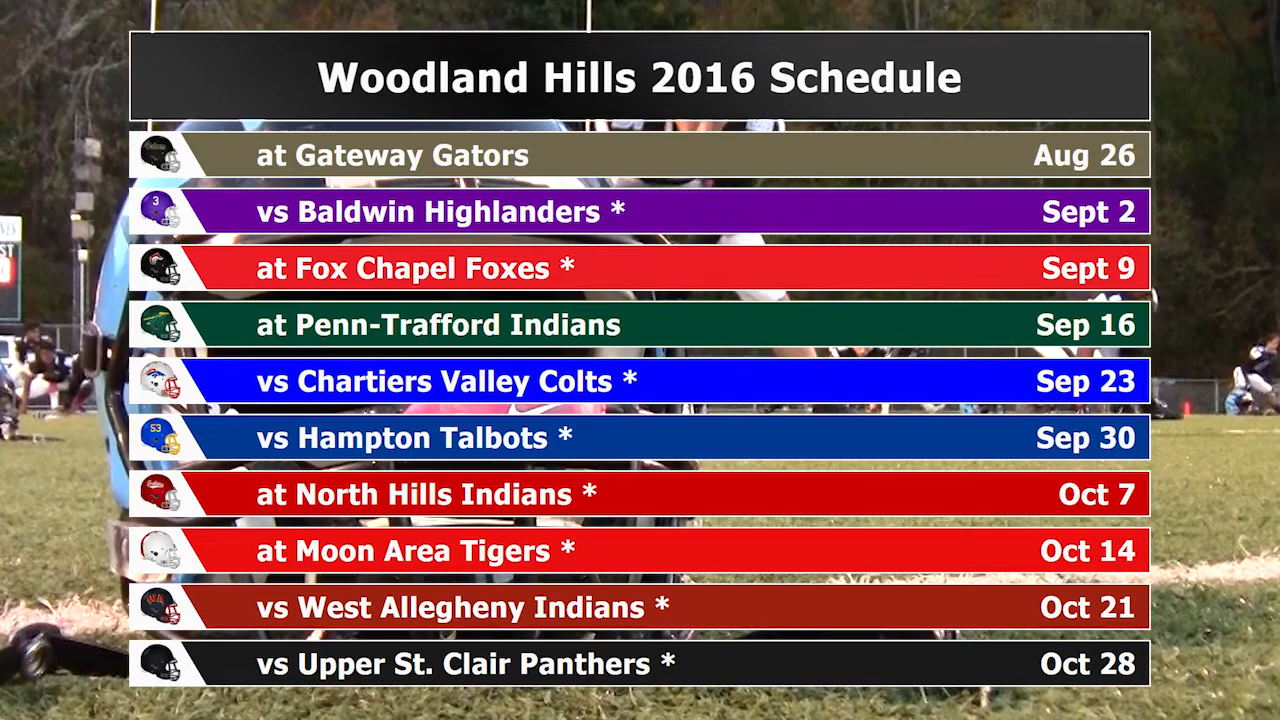 Woodland Hills 2016 Schedule
at Gateway Gators Aug 26
3 vs Baldwin Highlanders * Sept 2
at Fox Chapel Foxes * Sept 9
at Penn-Trafford Indians Sep 16
vs Chartiers Valley Colts * Sep 23
53 vs Hampton Talbots * Sep 30
Indians at North Hills Indians * Oct 7
at Moon Area Tigers * Oct 14
vs West Allegheny Indians * Oct 21
vs Upper St. Clair Panthers * Oct 28